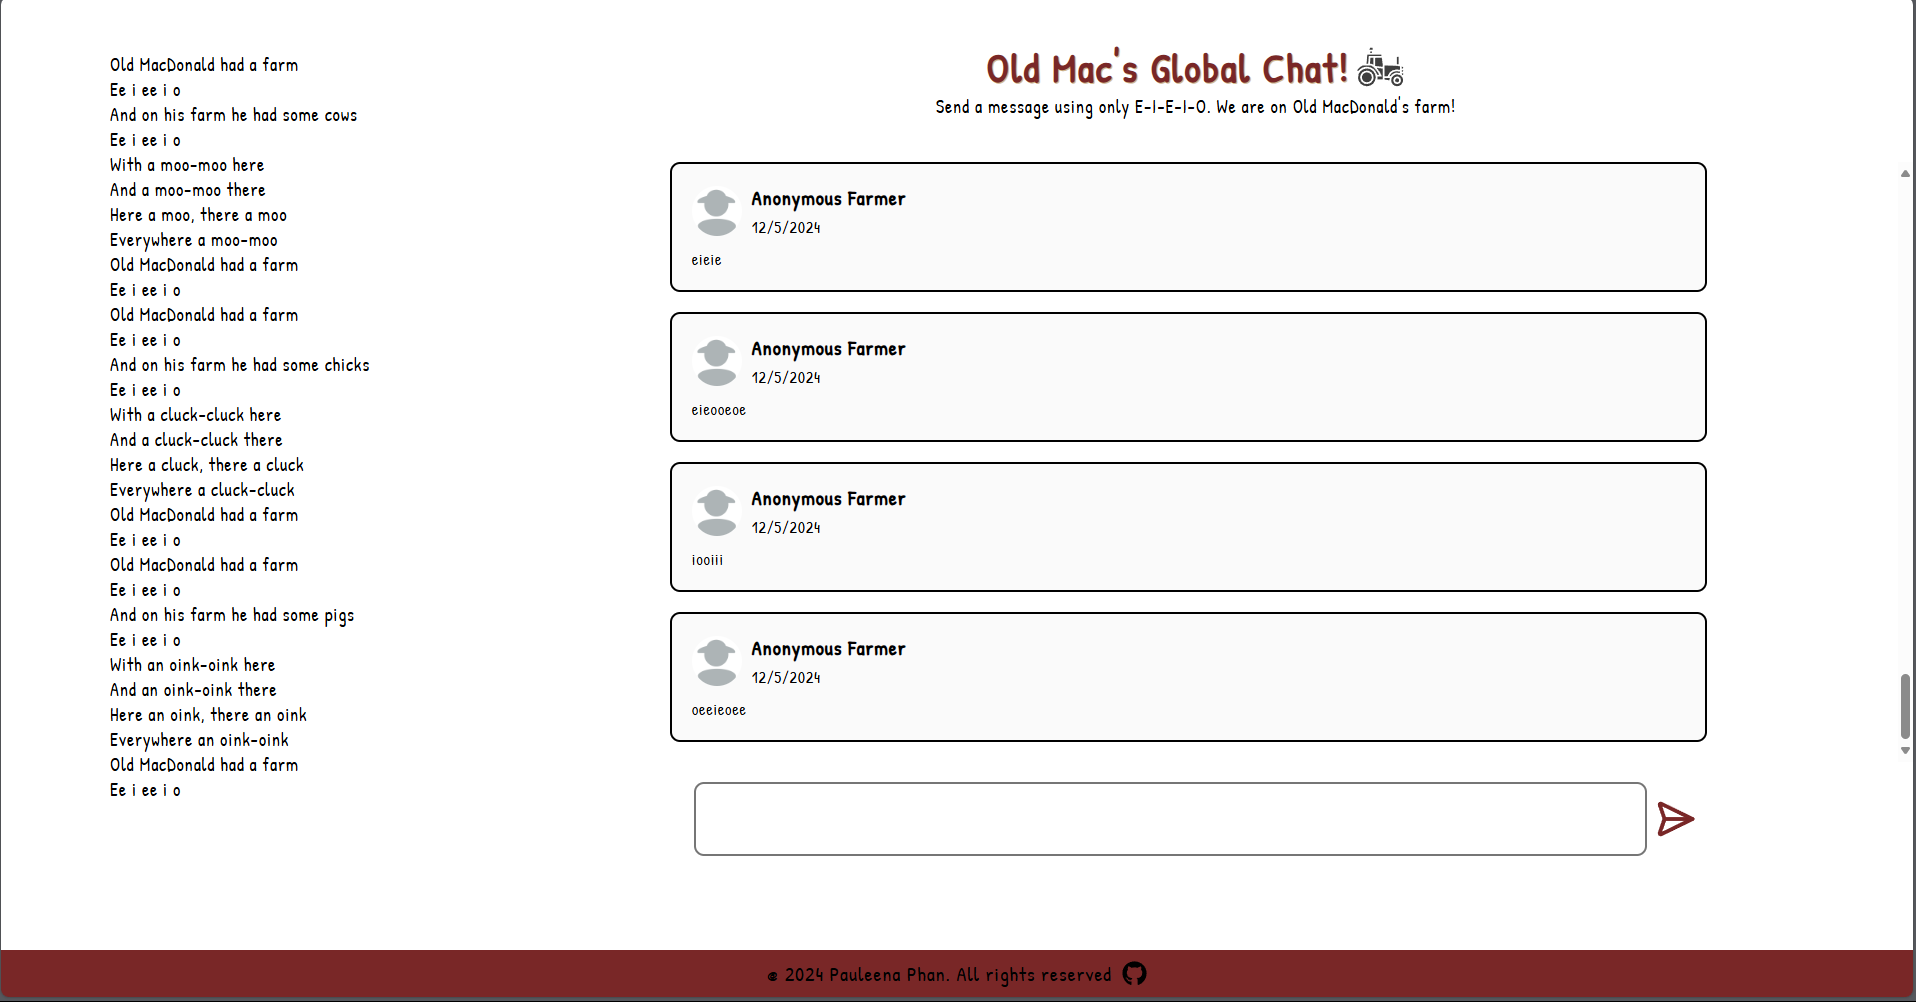 Old MacDonald had a farm
Ee i ee i o
And on his farm he had some cows
Ee i ee i o
With a moo-moo here
And a moo-moo there
Here a moo, there a moo
Everywhere a moo-moo
Old MacDonald had a farm
Ee i ee i o
Old MacDonald had a farm
Ee i ee i o
And on his farm he had some chicks
Ee i ee i o
With a cluck-cluck here
And a cluck-cluck there
Here a cluck, there a cluck
Everywhere a cluck-cluck
Old MacDonald had a farm
Ee i ee i o
Old MacDonald had a farm
Ee i ee i o
And on his farm he had some pigs
Ee i ee i o
With an oink-oink here
And an oink-oink there
Here an oink, there an oink
Everywhere an oink-oink
Old MacDonald had a farm
Ee i ee i o
Old Mac's Global Chat!
Send a message using only E-I-E-I-O. We are on Old MacDonald's farm!
Anonymous Farmer
12/5/2024
eieie
Anonymous Farmer
12/5/2024
eieooeoe
Anonymous Farmer
12/5/2024
iooiii
Anonymous Farmer
12/5/2024
oeeieoee
© 2024 Pauleena Phan. All rights reserved